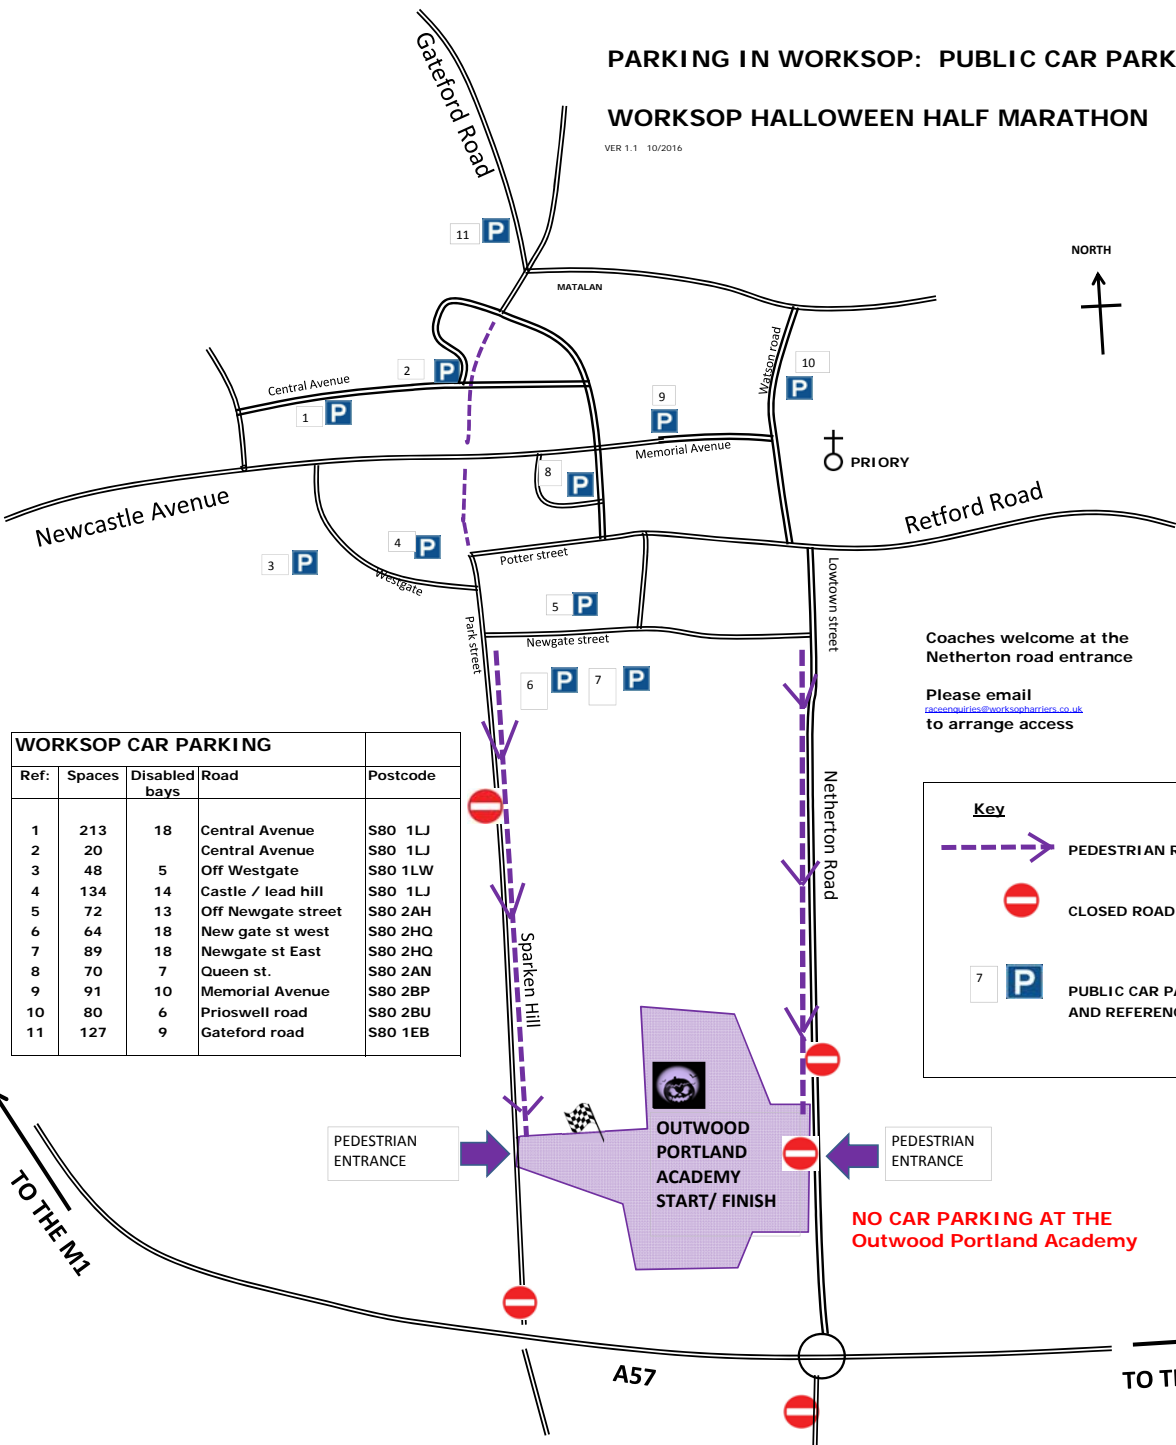 PARKING IN WORKSOP: PUBLIC CAR PARK
WORKSOP HALLOWEEN HALF MARATHON
VER 1.1 10/2016
Gateford Road
11 P
NORTH
MATALAN
Watson road
10
P
2 P
Central Avenue
1 P
9
P
Memorial Avenue
PRIORY
8 P
Newcastle Avenue
Retford Road
4 P
3 P
Potter street
Westgate
Lowtown street
5 P
Park street
Newgate street
6 P 7 P
Coaches welcome at the
Netherton road entrance
Please email
raceenquiries@worksopharriers.co.uk
to arrange access
WORKSOP CAR PARKING
Ref: Spaces Disabled bays Road Postcode
1 213 18 Central Avenue S80 1LJ
2 20 Central Avenue S80 1LJ
3 48 5 Off Westgate S80 1LW
4 134 14 Castle / lead hill S80 1LJ
5 72 13 Off Newgate street S80 2AH
6 64 18 New gate st west S80 2HQ
7 89 18 Newgate st East S80 2HQ
8 70 7 Queen st. S80 2AN
9 91 10 Memorial Avenue S80 2BP
10 80 6 Prioswell road S80 2BU
11 127 9 Gateford road S80 1EB
Netherton Road
Sparken Hill
Key
PEDESTRIAN R
CLOSED ROAD
7 P PUBLIC CAR PA
AND REFERENC
OUTWOOD
PORTLAND
ACADEMY
START/ FINISH
PEDESTRIAN
ENTRANCE
PEDESTRIAN
ENTRANCE
NO CAR PARKING AT THE
Outwood Portland Academy
TO THE M1
A57
TO T